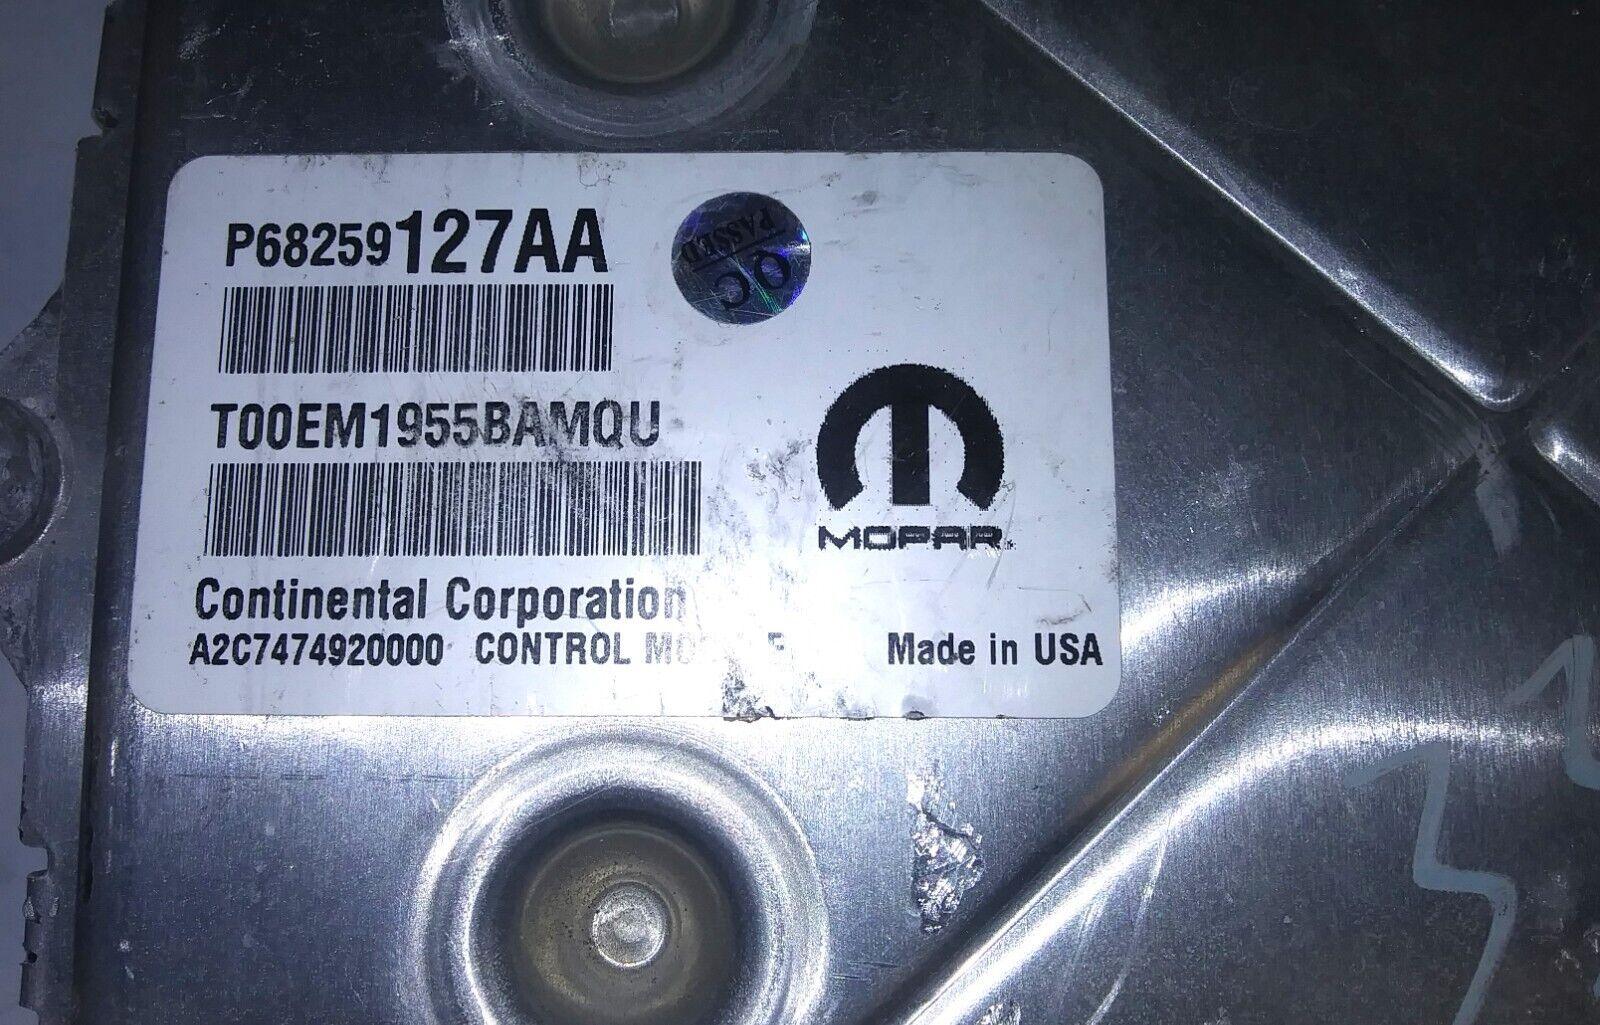 P68259127AA
QC
PASSED
T00EM1955BAMQU
MOPAR
Continental Corporation
A2C7474920000 CONTROL Made in USA